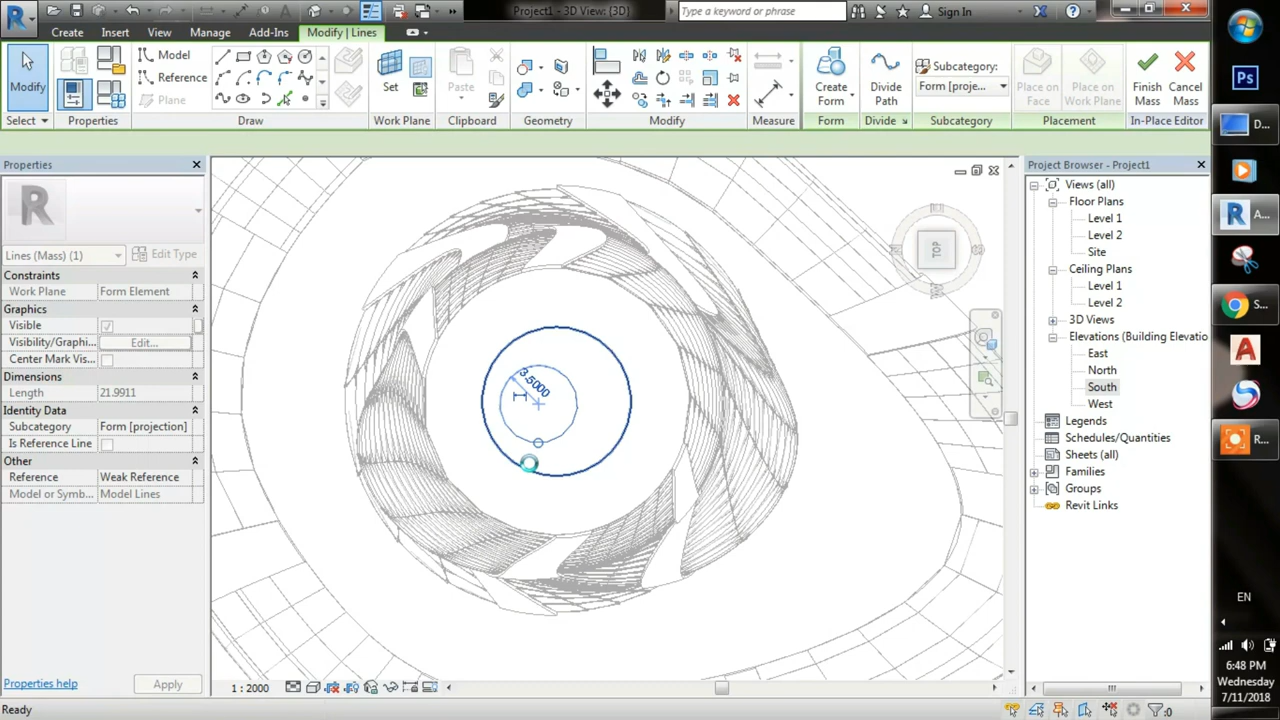 Project1 - 3D View: {3D}
Type a keyword or phrase
Sign In
Create Insert View Manage Add-Ins Modify | Lines
Modify
Model
Reference
Plane
Set
Paste
Create Form
Divide Path
Subcategory:
Form [proje...
Place on Face
Place on Work Plane
Finish Mass
Cancel Mass
Select Properties Draw Work Plane Clipboard Geometry Modify Measure Form Divide Subcategory Placement In-Place Editor
Properties
R
Lines (Mass) (1)
Edit Type
Constraints
Work Plane Form Element
Graphics
Visible
Visibility/Graphi... Edit...
Center Mark Vis...
Dimensions
Length 21.9911
Identity Data
Subcategory Form [projection]
Is Reference Line
Other
Reference Weak Reference
Model or Symb... Model Lines
Properties help
Apply
3.5000
TOP
Project Browser - Project1
Views (all)
Floor Plans
Level 1
Level 2
Site
Ceiling Plans
Level 1
Level 2
3D Views
Elevations (Building Elevatio
East
North
South
West
Legends
Schedules/Quantities
Sheets (all)
Families
Groups
Revit Links
1 : 2000
Ready
:0
Ps
D...
A...
S...
A
R...
EN
6:48 PM
Wednesday
7/11/2018